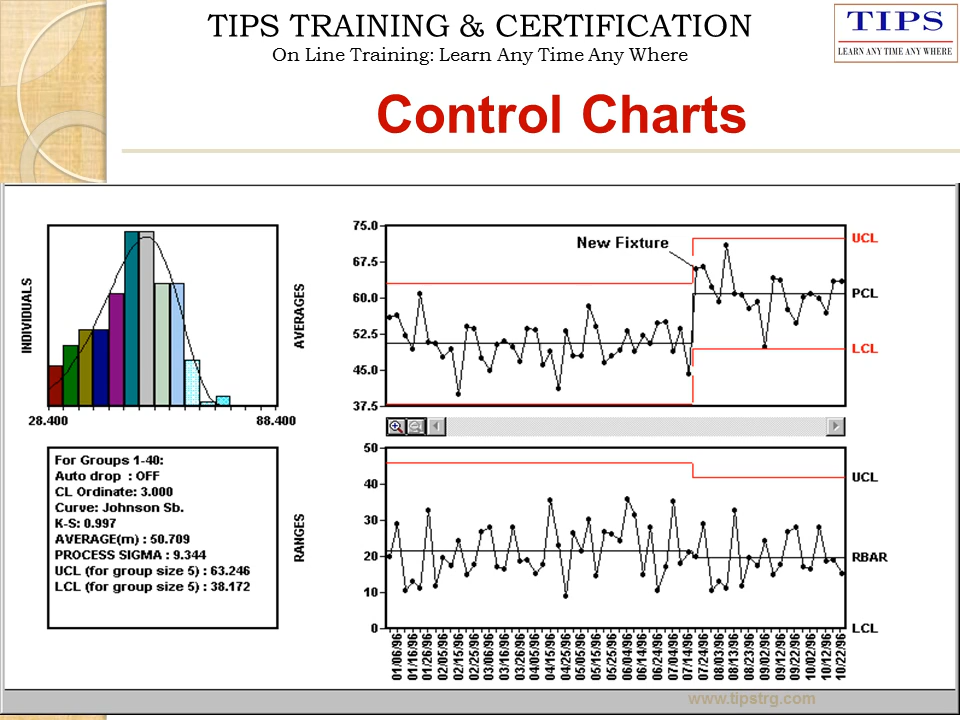 TIPS TRAINING & CERTIFICATION
On Line Training: Learn Any Time Any Where
TIPS
LEARN ANY TIME ANY WHERE
Control Charts
INDIVIDUALS
28.400
88.400
For Groups 1-40:
Auto drop : OFF
CL Ordinate: 3.000
Curve: Johnson Sb.
K-S: 0.997
AVERAGE(m) : 50.709
PROCESS SIGMA : 9.344
UCL (for group size 5) : 63.246
LCL (for group size 5) : 38.172
AVERAGES
75.0
67.5
60.0
52.5
45.0
37.5
New Fixture
UCL
PCL
LCL
RANGES
50
40
30
20
10
0
UCL
RBAR
LCL
01/06/96
01/16/96
01/26/96
02/05/96
02/15/96
02/25/96
03/06/96
03/16/96
03/26/96
04/05/96
04/15/96
04/25/96
05/05/96
05/15/96
05/25/96
06/04/96
06/14/96
06/24/96
07/04/96
07/14/96
07/24/96
08/03/96
08/13/96
08/23/96
09/02/96
09/12/96
09/22/96
10/02/96
10/12/96
10/22/96
www.tipstrg.com